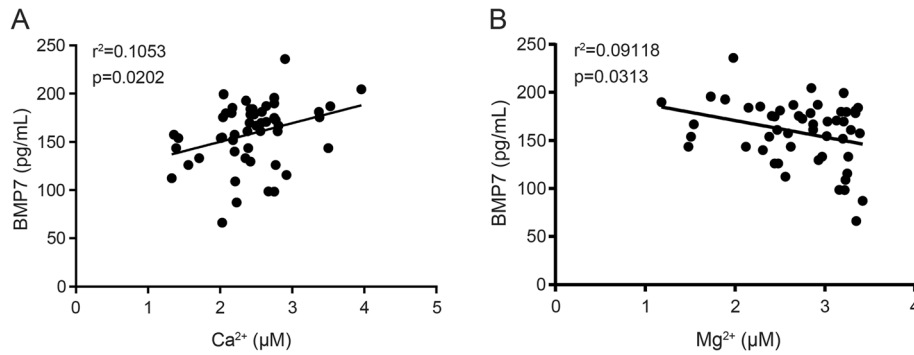 A
r²=0.1053
p=0.0202
BMP7 (pg/mL)
250
200
150
100
50
0
0 1 2 3 4 5
Ca²⁺ (μM)
B
r²=0.09118
p=0.0313
BMP7 (pg/mL)
250
200
150
100
50
0
0 1 2 3 4
Mg²⁺ (μM)